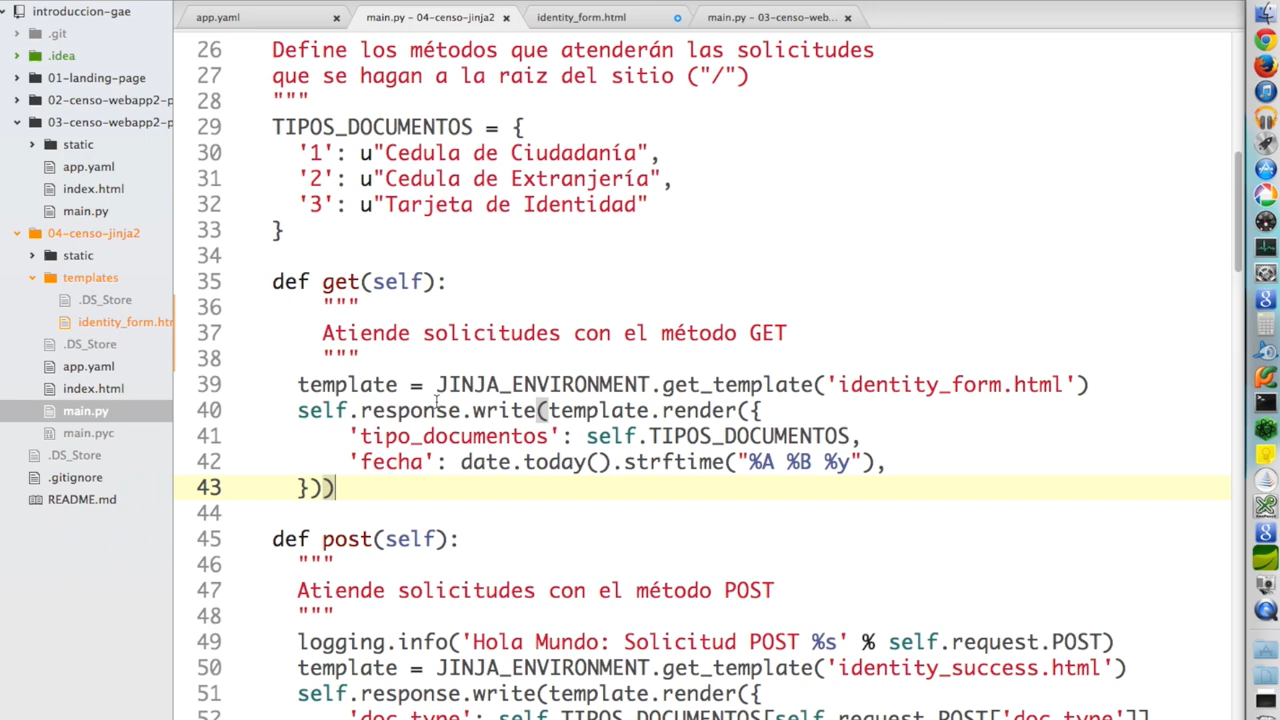 introduccion-gae
.git
.idea
01-landing-page
02-censo-webapp2-p
03-censo-webapp2-p
static
app.yaml
index.html
main.py
04-censo-jinja2
static
templates
.DS_Store
identity_form.htm
.DS_Store
app.yaml
index.html
main.py
main.pyc
.DS_Store
.gitignore
README.md
app.yaml
main.py - 04-censo-jinja2
identity_form.html
main.py - 03-censo-web...
26 Define los métodos que atenderán las solicitudes
27 que se hagan a la raiz del sitio ("/")
28 """
29 TIPOS_DOCUMENTOS = {
30 '1': u"Cedula de Ciudadanía",
31 '2': u"Cedula de Extranjería",
32 '3': u"Tarjeta de Identidad"
33 }
34
35 def get(self):
36 """
37 Atiende solicitudes con el método GET
38 """
39 template = JINJA_ENVIRONMENT.get_template('identity_form.html')
40 self.response.write(template.render({
41 'tipo_documentos': self.TIPOS_DOCUMENTOS,
42 'fecha': date.today().strftime("%A %B %y"),
43 }))
44
45 def post(self):
46 """
47 Atiende solicitudes con el método POST
48 """
49 logging.info('Hola Mundo: Solicitud POST %s' % self.request.POST)
50 template = JINJA_ENVIRONMENT.get_template('identity_success.html')
51 self.response.write(template.render({
52 'doc_type': self.TIPOS_DOCUMENTOS[self.request.POST['doc_type']]